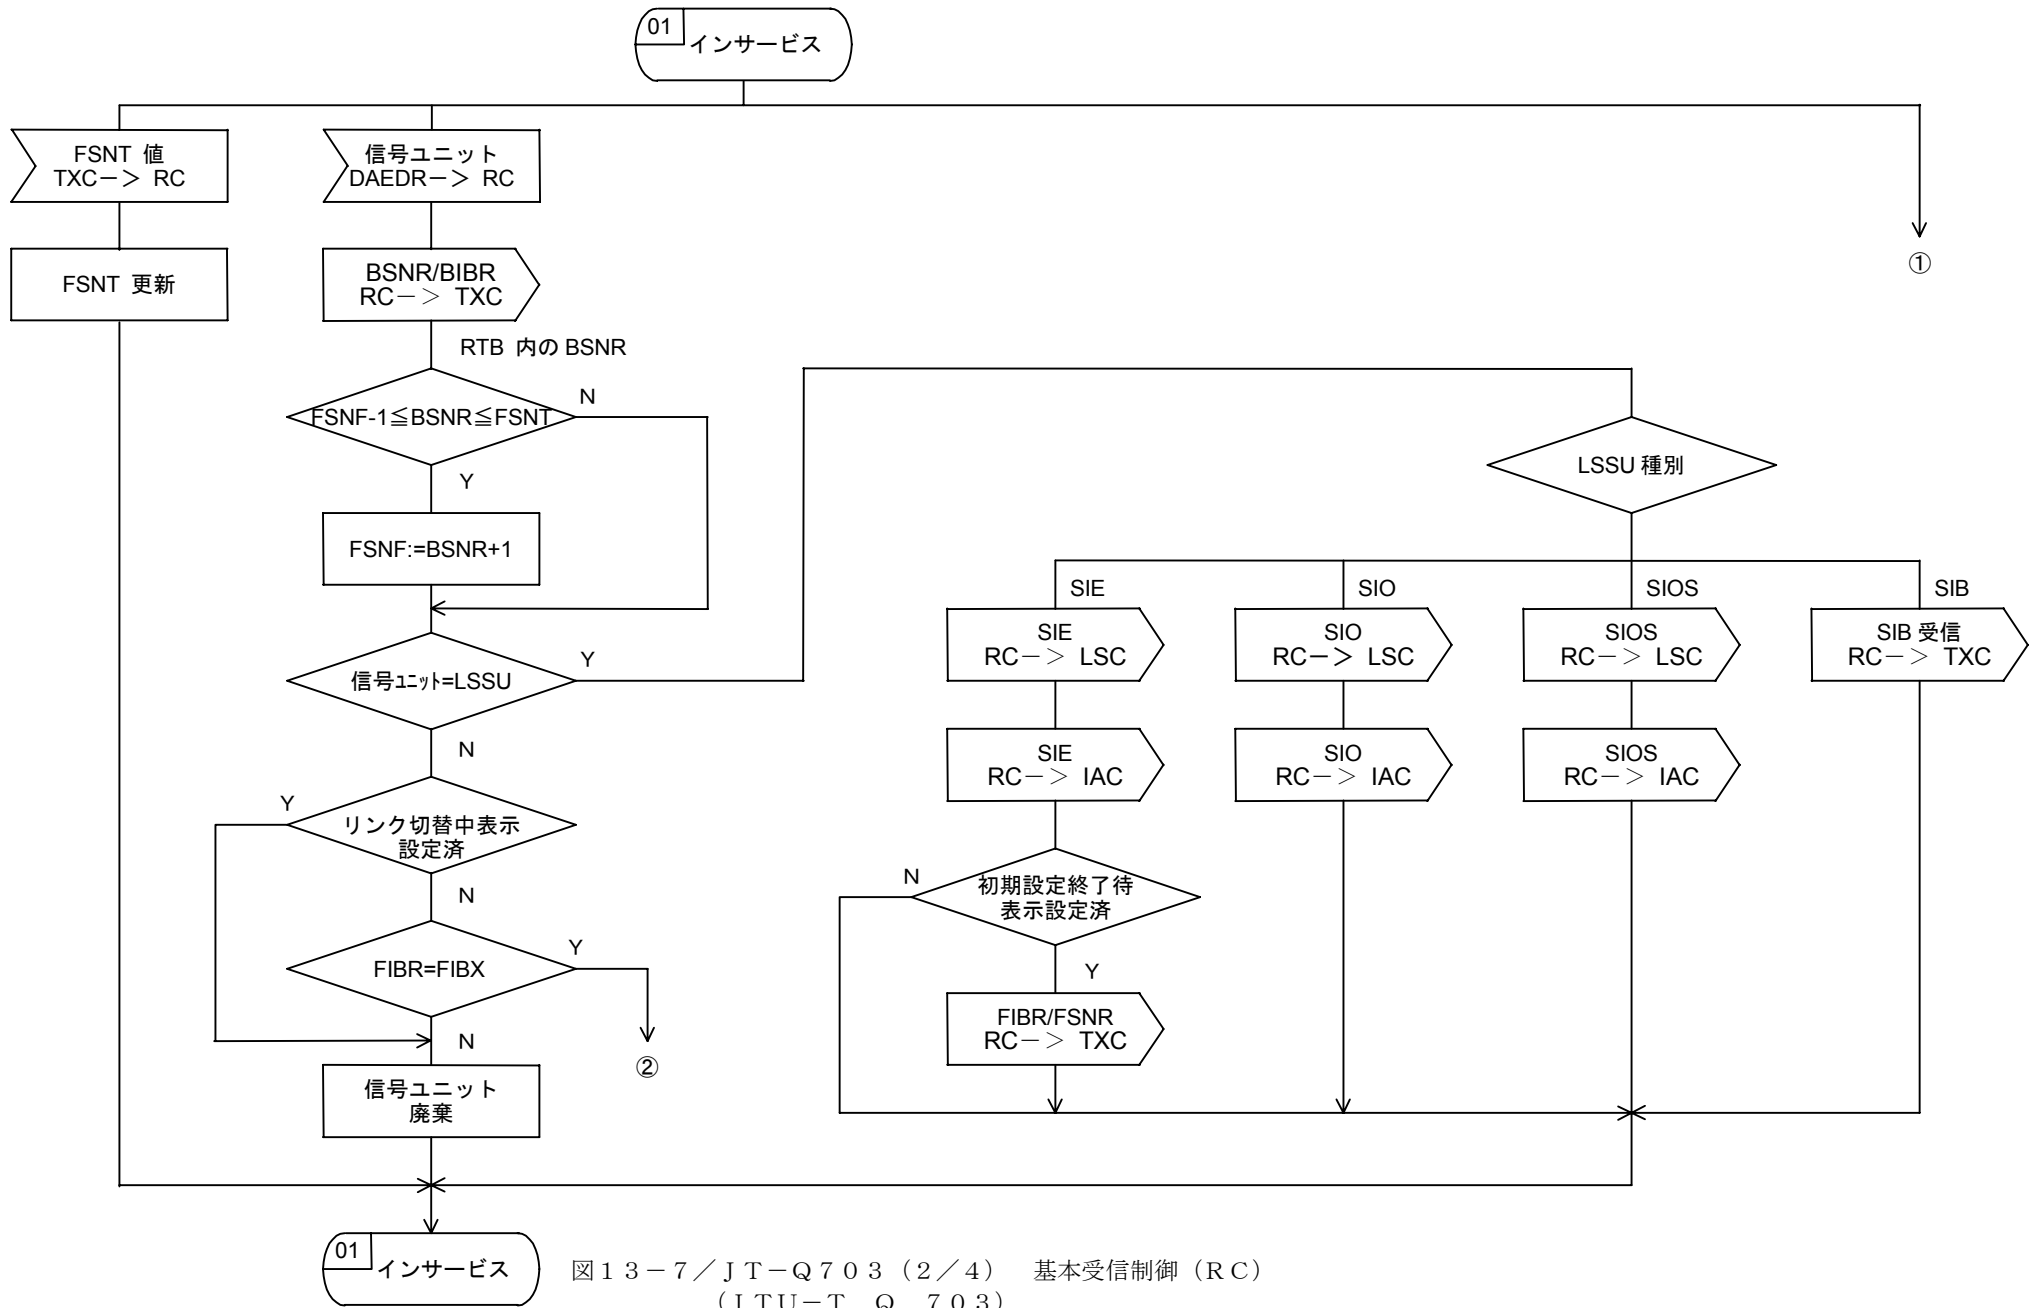 01
インサービス
FSNT 値
TXC－＞ RC
信号ユニット
DAEDR－＞ RC
FSNT 更新
BSNR/BIBR
RC－＞ TXC
①
RTB 内の BSNR
FSNF-1≦BSNR≦FSNT
N
Y
LSSU 種別
FSNF:=BSNR+1
SIE
SIO
SIOS
SIB
SIE
RC－＞ LSC
SIO
RC－＞ LSC
SIOS
RC－＞ LSC
SIB 受信
RC－＞ TXC
信号ﾕﾆｯﾄ=LSSU
Y
N
SIE
RC－＞ IAC
SIO
RC－＞ IAC
SIOS
RC－＞ IAC
Y
リンク切替中表示
設定済
N
N
初期設定終了待
表示設定済
Y
FIBR=FIBX
Y
N
②
FIBR/FSNR
RC－＞ TXC
信号ユニット
廃棄
01
インサービス
図１３－７／ＪＴ－Ｑ７０３（２／４） 基本受信制御（ＲＣ）
（ＩＴＵ－Ｔ Ｑ．７０３）